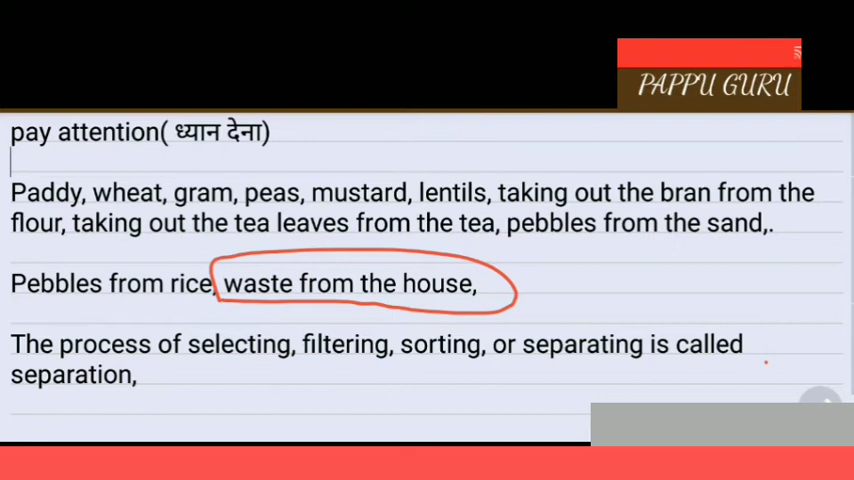 PAPPU GURU
pay attention( ध्यान देना)
Paddy, wheat, gram, peas, mustard, lentils, taking out the bran from the
flour, taking out the tea leaves from the tea, pebbles from the sand,.
Pebbles from rice, waste from the house,
The process of selecting, filtering, sorting, or separating is called
separation,